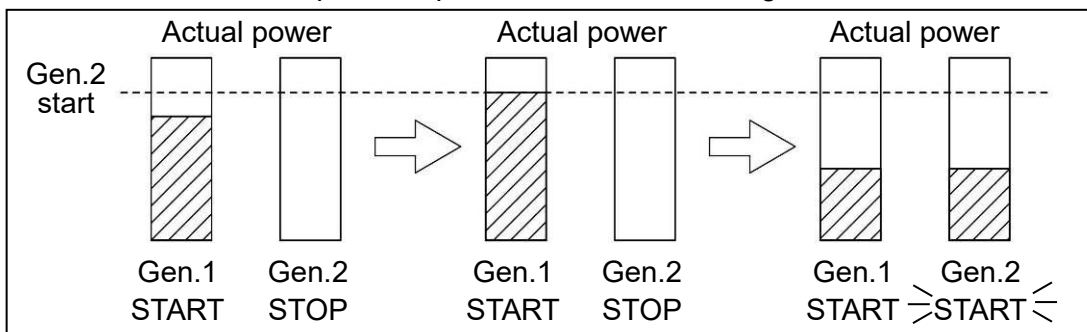 Actual power Actual power Actual power
Gen.2
start
Gen.1 Gen.2 Gen.1 Gen.2 Gen.1 Gen.2
START STOP START STOP START START